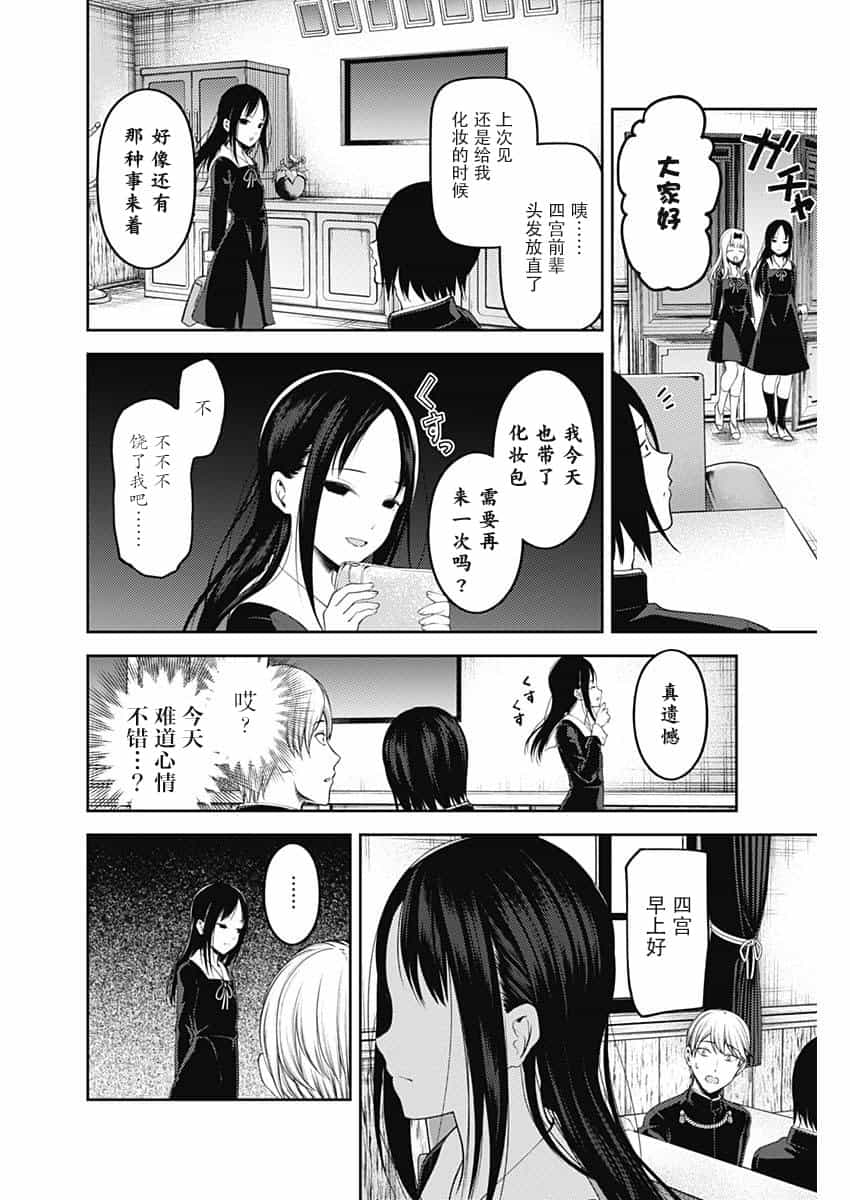 ガチャ
大家好
咦……
四宫前辈
头发放直了
上次见
还是给我
化妆的时候
好像还有
那种事来着
我今天
也带了
化妆包
需要再
来一次吗？
くすっ
不
不不不
饶了我吧……
真遗憾
くすくす
哎？
今天
难道心情
不错…？
四宫
早上好
……